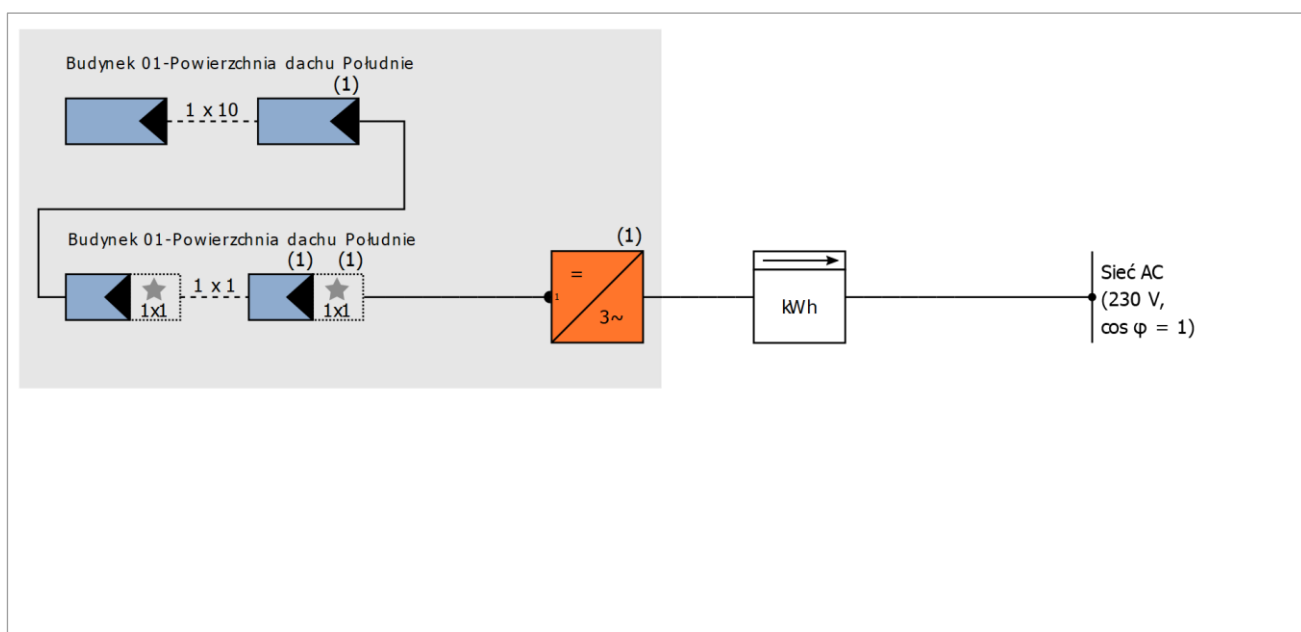 Budynek 01-Powierzchnia dachu Południe
(1)
1 x 10
Budynek 01-Powierzchnia dachu Południe
(1) (1)
1 x 1
1x1 1x1
(1)
=
1
3~
kWh
Sieć AC
(230 V,
cos φ = 1)